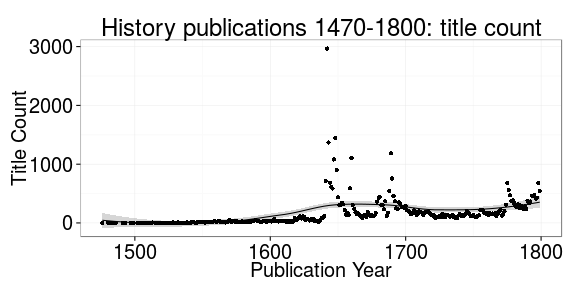 History publications 1470-1800: title count
Title Count
3000
2000
1000
0
1500 1600 1700 1800
Publication Year